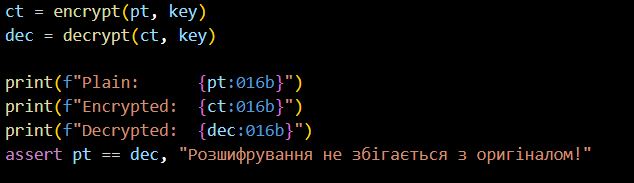 ct = encrypt(pt, key)
dec = decrypt(ct, key)
print(f"Plain:      {pt:016b}")
print(f"Encrypted:  {ct:016b}")
print(f"Decrypted:  {dec:016b}")
assert pt == dec, "Розшифрування не збігається з оригіналом!"